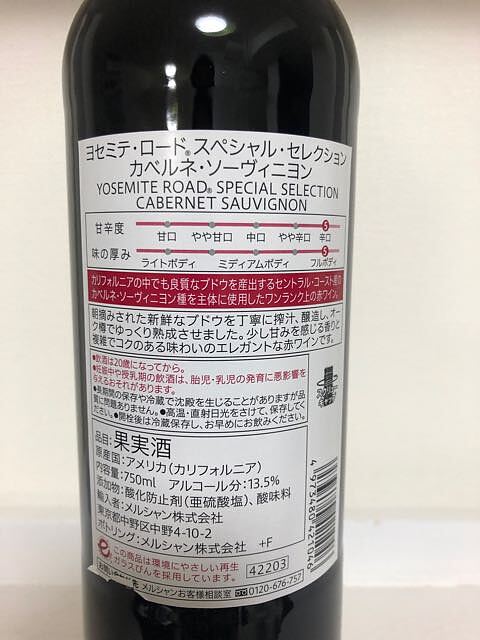 ヨセミテ・ロード®スペシャル・セレクション
カベルネ・ソーヴィニヨン
YOSEMITE ROAD® SPECIAL SELECTION
CABERNET SAUVIGNON
甘辛度
5
甘口 やや甘口 中口 やや辛口 辛口
味の厚み
5
ライトボディ ミディアムボディ フルボディ
カリフォルニアの中でも良質なブドウを産出するセントラル・コースト産の
カベルネ・ソーヴィニヨン種を主体に使用したワンランク上の赤ワイン。
朝摘みされた新鮮なブドウを丁寧に搾汁、醸造し、オー
ク樽でゆっくり熟成させました。少し甘みを感じる香りと
複雑でコクのある味わいのエレガントな赤ワインです。
●飲酒は20歳になってから。
●妊娠中や授乳期の飲酒は、胎児・乳児の発育に悪影響を
与えるおそれがあります。
●長期間の保存や冷蔵で沈殿を生じることがありますが品
質に問題ありません。●高温・直射日光をさけて、保存してく
ださい。●開栓後は冷蔵保存し、お早めにお飲みください。
品目:果実酒
原産国:アメリカ(カリフォルニア)
内容量:750ml アルコール分:13.5%
添加物:酸化防止剤(亜硫酸塩)、酸味料
輸入者:メルシャン株式会社
東京都中野区中野4-10-2
ボトリング:メルシャン株式会社 +F
この商品は環境にやさしい再生
ガラスびんを使用しています。
42203
メルシャンお客様相談室 0120-676-757